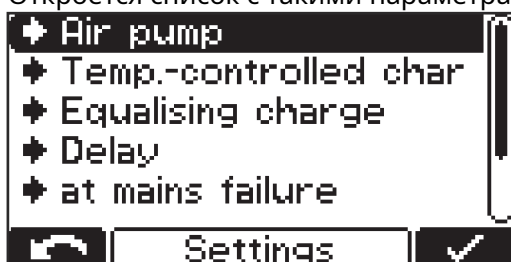 Откроется список с такими параметра
Air pump
Temp.-controlled char
Equalising charge
Delay
at mains failure
Settings